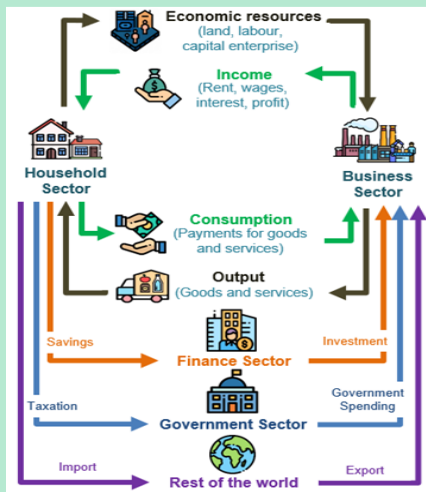 Economic resources
(land, labour,
capital enterprise)
Income
(Rent, wages,
interest, profit)
Household
Sector
Business
Sector
Consumption
(Payments for goods
and services)
Output
(Goods and services)
Savings
Investment
Finance Sector
Taxation
Government
Spending
Government Sector
Import
Export
Rest of the world